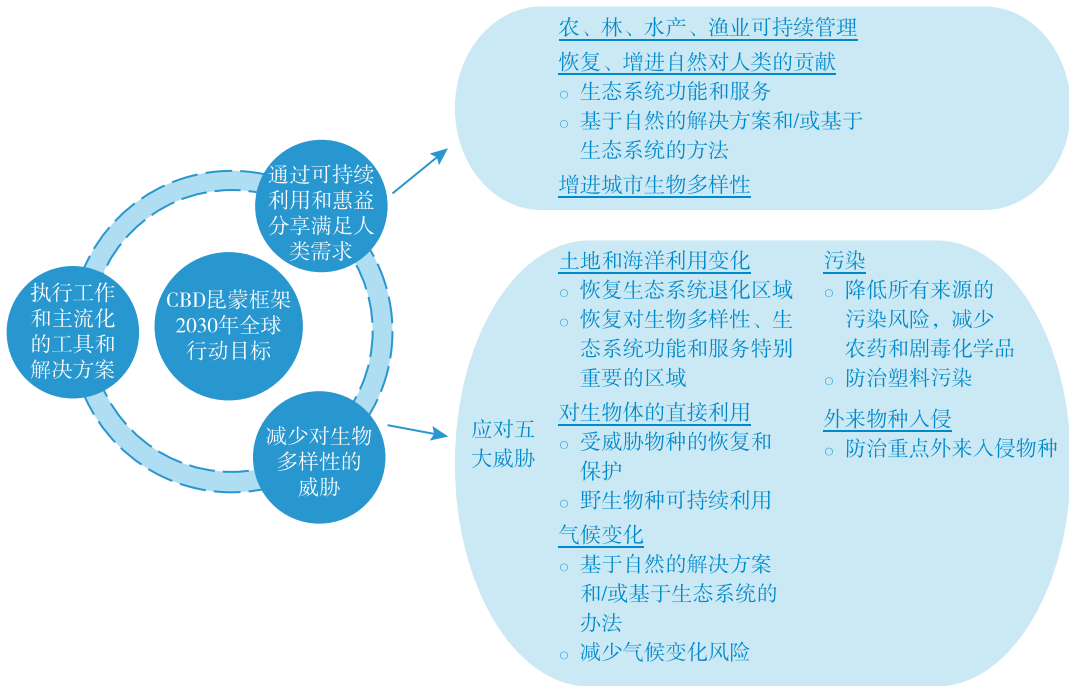 通过可持续
利用和惠益
分享满足人
类需求
执行工作
和主流化
的工具和
解决方案
CBD昆蒙框架
2030年全球
行动目标
减少对生物
多样性的
威胁
农、林、水产、渔业可持续管理
恢复、增进自然对人类的贡献
○ 生态系统功能和服务
○ 基于自然的解决方案和/或基于
生态系统的方法
增进城市生物多样性
应对五
大威胁
土地和海洋利用变化
○ 恢复生态系统退化区域
○ 恢复对生物多样性、生
态系统功能和服务特别
重要的区域
对生物体的直接利用
○ 受威胁物种的恢复和
保护
○ 野生物种可持续利用
气候变化
○ 基于自然的解决方案
和/或基于生态系统的
办法
○ 减少气候变化风险
污染
○ 降低所有来源的
污染风险，减少
农药和剧毒化学品
○ 防治塑料污染
外来物种入侵
○ 防治重点外来入侵物种